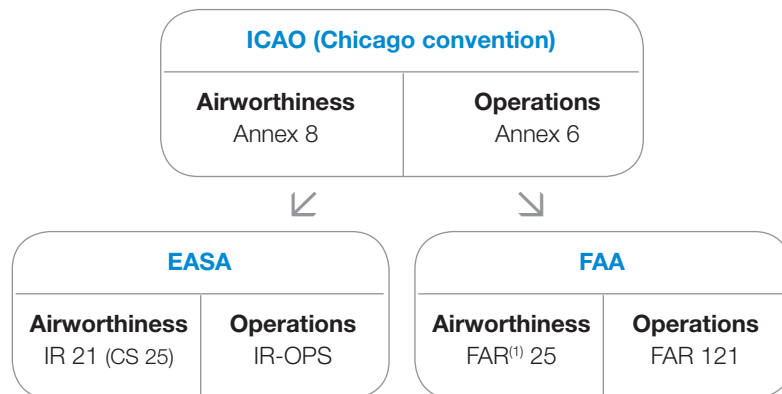 ICAO (Chicago convention)
Airworthiness
Annex 8
Operations
Annex 6
EASA
Airworthiness
IR 21 (CS 25)
Operations
IR-OPS
FAA
Airworthiness
FAR(1) 25
Operations
FAR 121